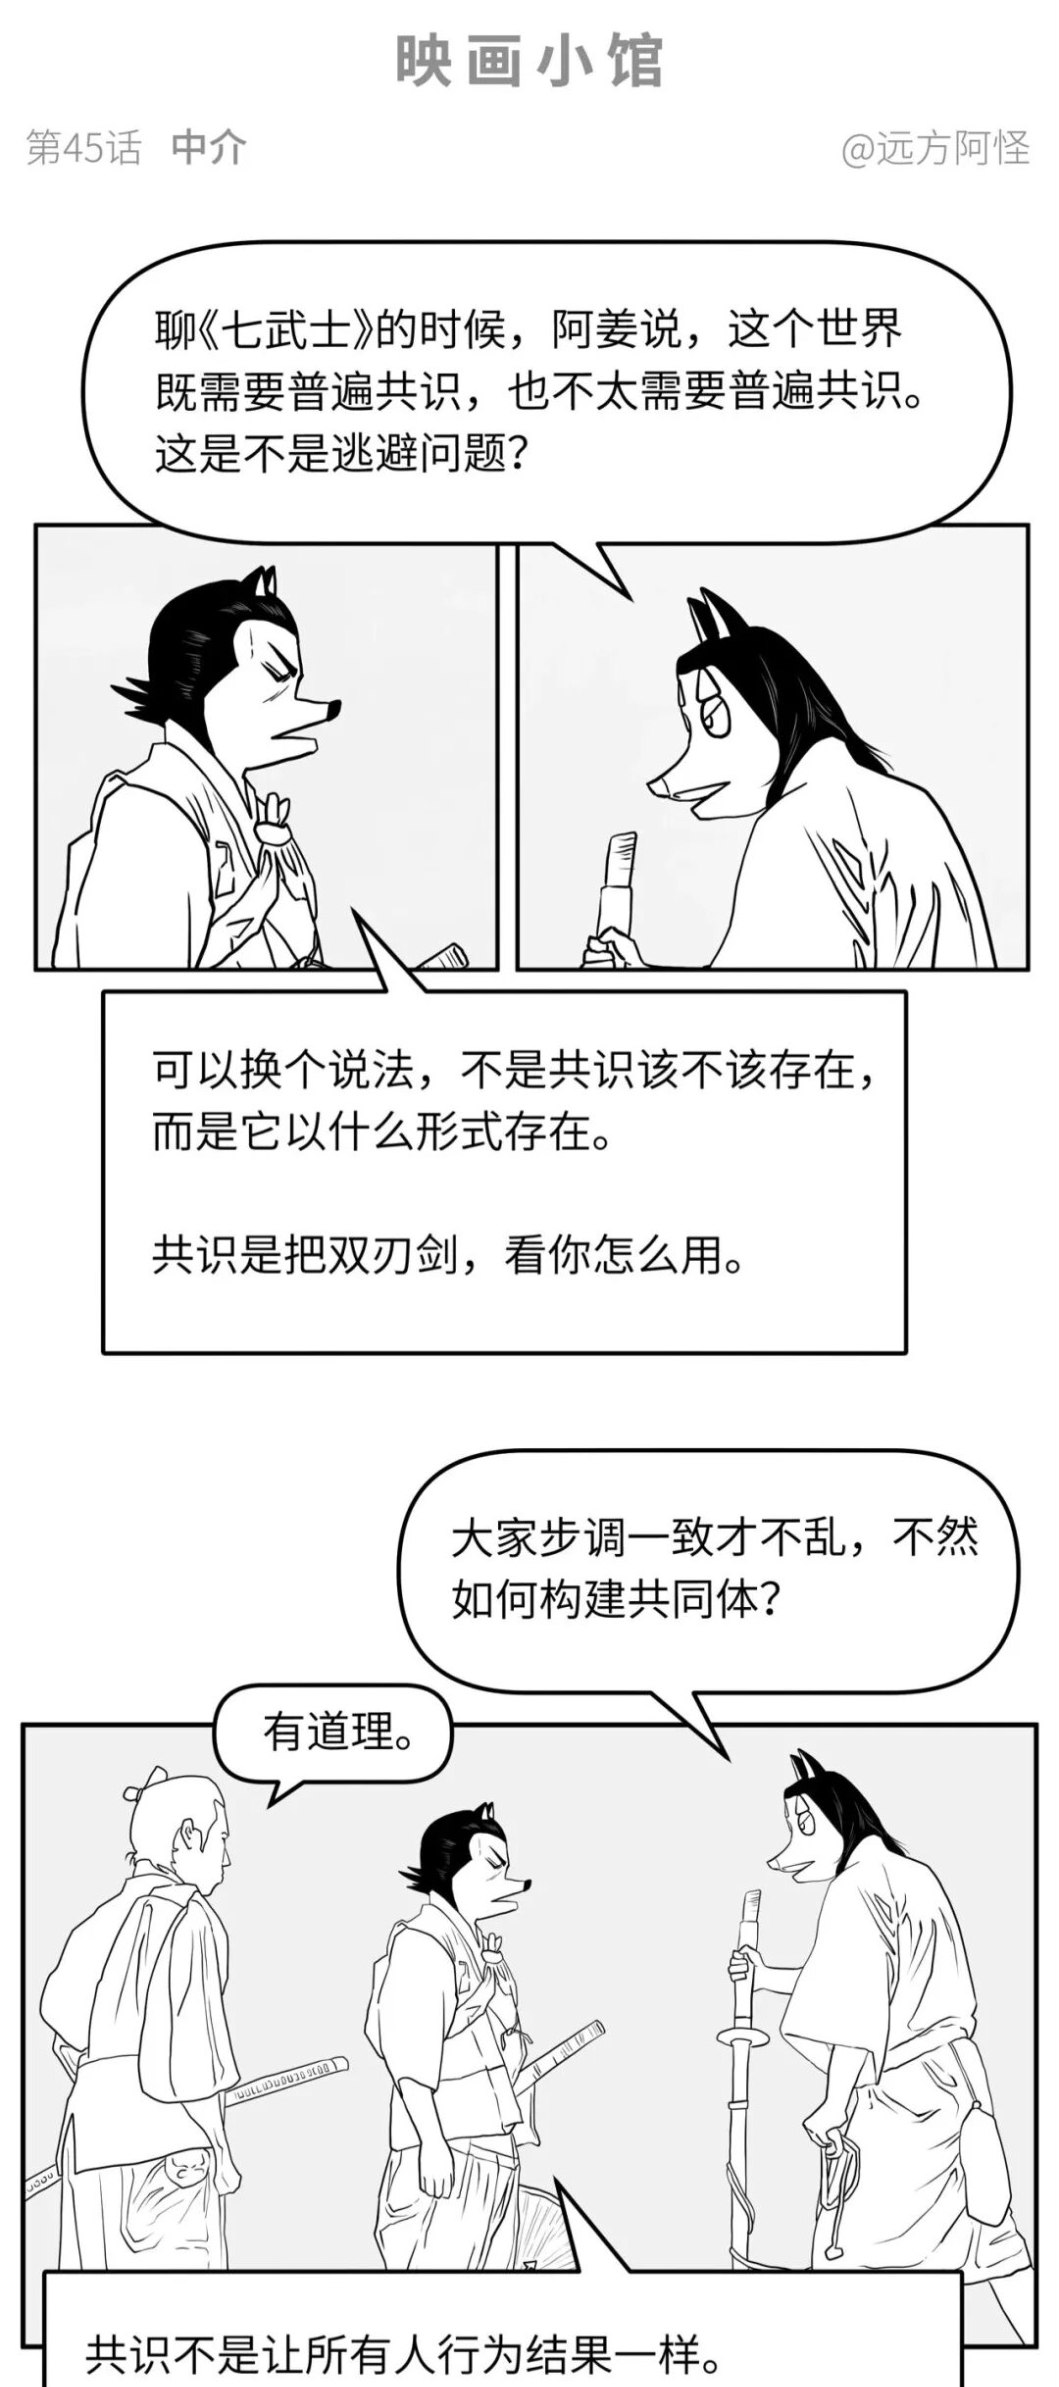 映画小馆
第45话 中介
@远方阿怪
聊《七武士》的时候，阿姜说，这个世界
既需要普遍共识，也不太需要普遍共识。
这是不是逃避问题？
可以换个说法，不是共识该不该存在，
而是它以什么形式存在。
共识是把双刃剑，看你怎么用。
大家步调一致才不乱，不然
如何构建共同体？
有道理。
共识不是让所有人行为结果一样。